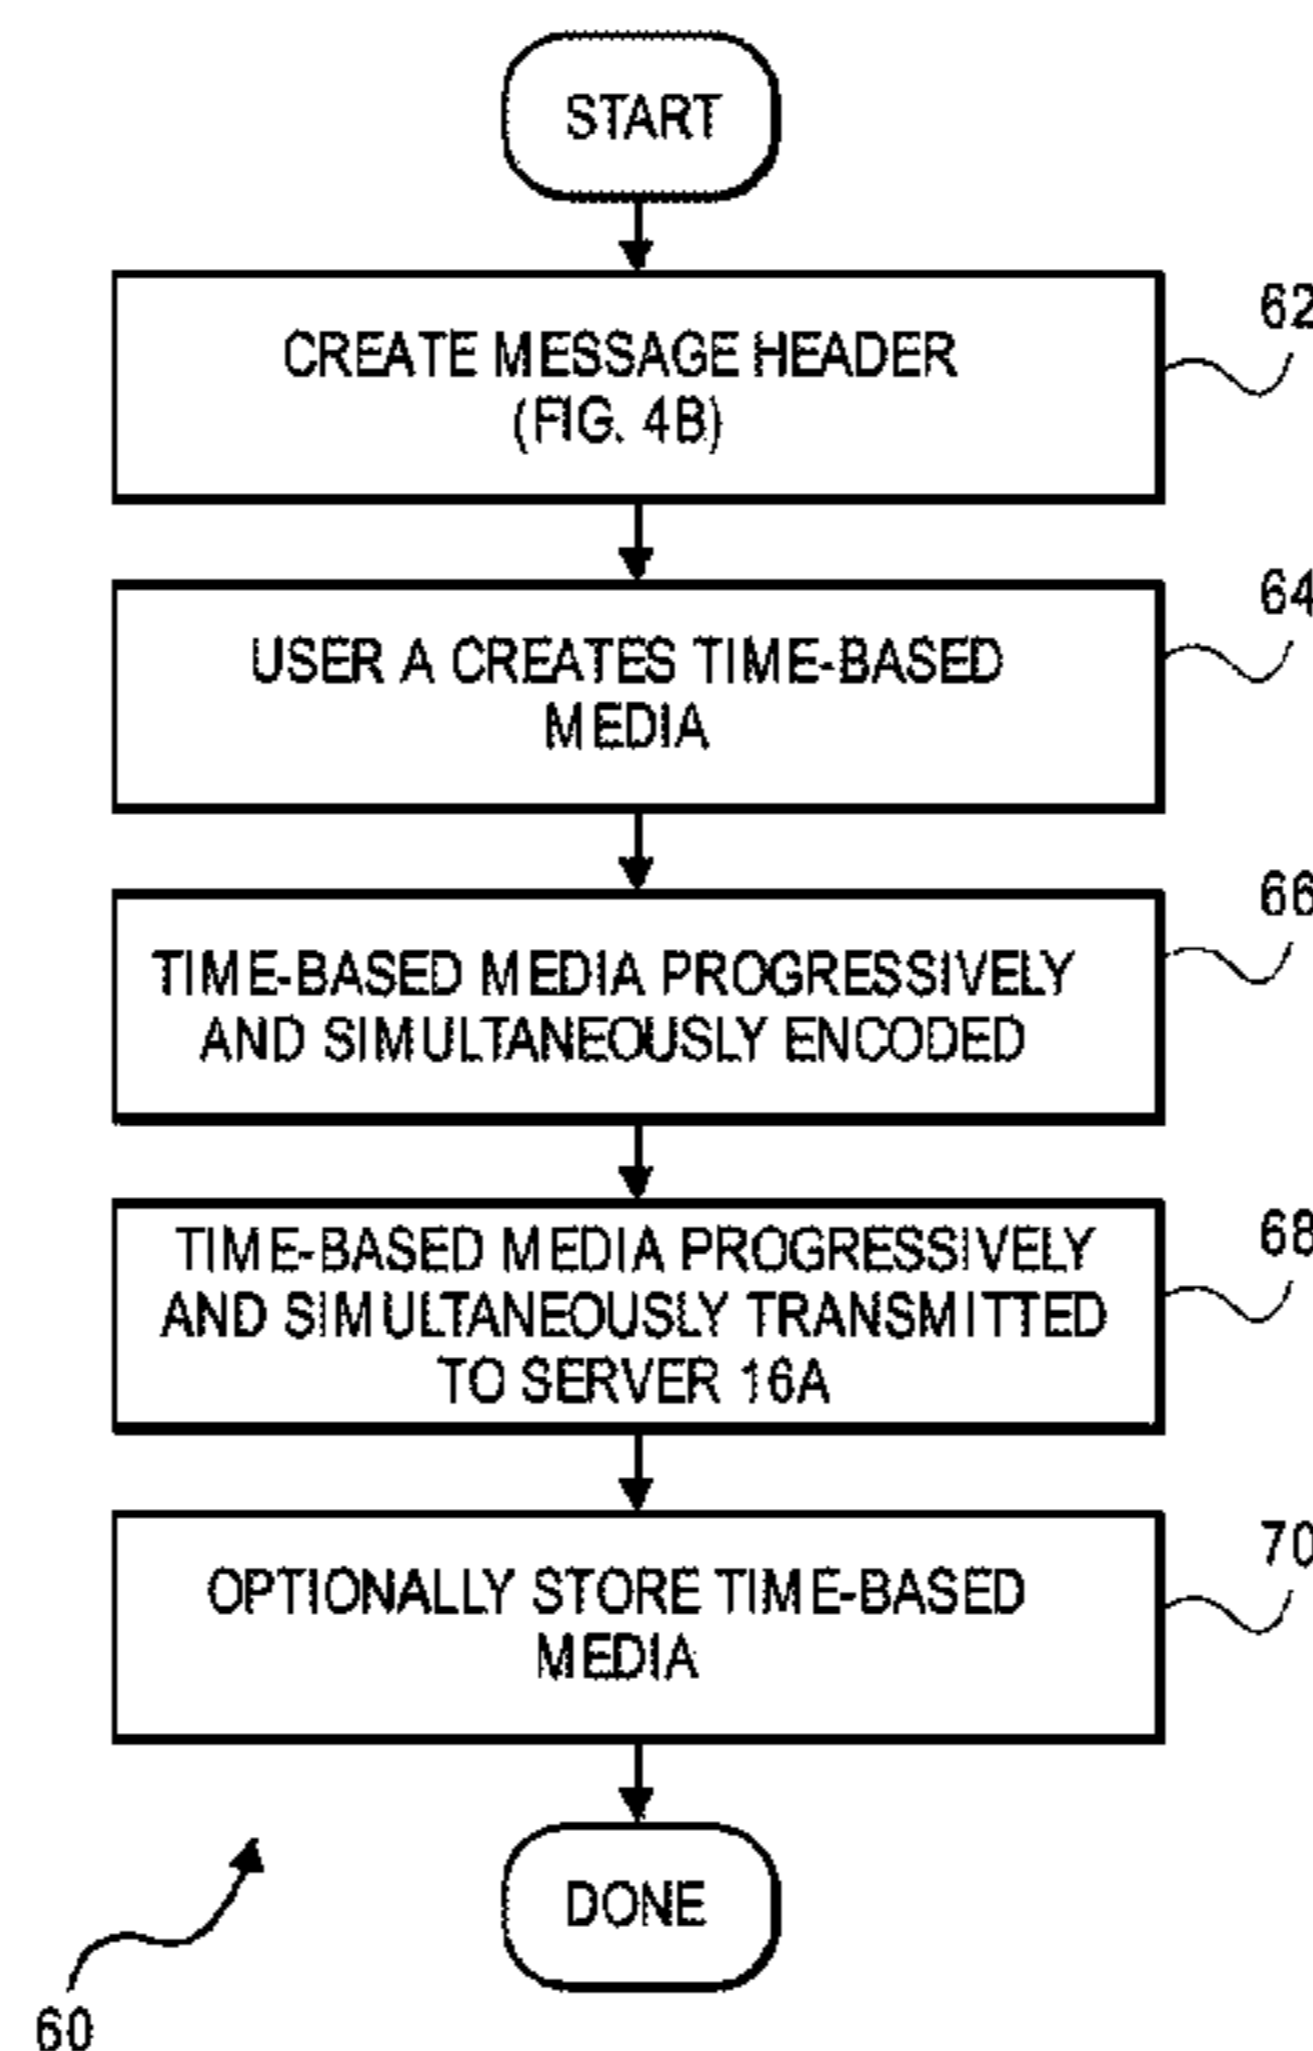 START
CREATE MESSAGE HEADER
(FIG. 4B)
62
USER A CREATES TIME-BASED
MEDIA
64
TIME-BASED MEDIA PROGRESSIVELY
AND SIMULTANEOUSLY ENCODED
66
TIME-BASED MEDIA PROGRESSIVELY
AND SIMULTANEOUSLY TRANSMITTED
TO SERVER 16A
68
OPTIONALLY STORE TIME-BASED
MEDIA
70
DONE
60